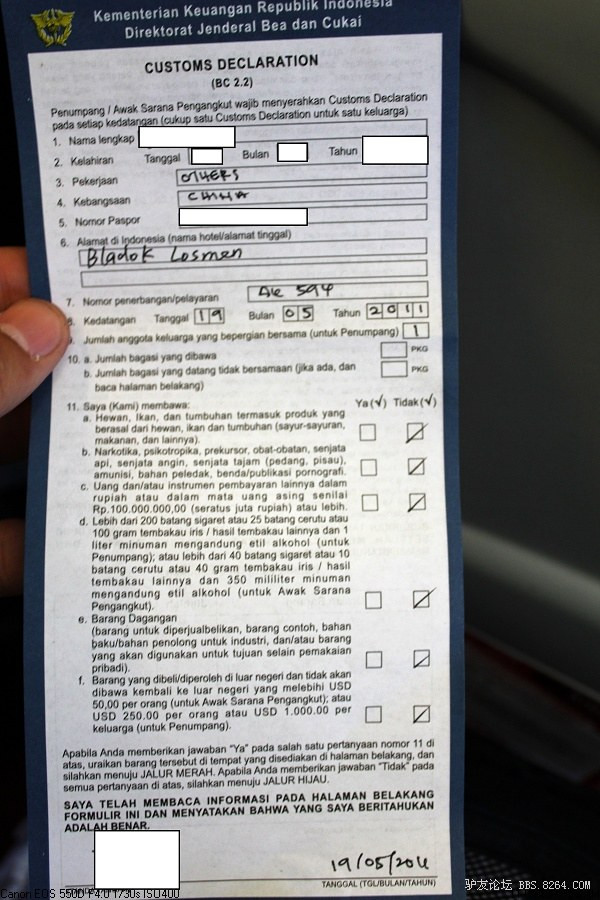 Kementerian Keuangan Republik Indonesia
Direktorat Jenderal Bea dan Cukai
CUSTOMS DECLARATION
(BC 2.2)
Penumpang / Awak Sarana Pengangkut wajib menyerahkan Customs Declaration
pada setiap kedatangan (cukup satu Customs Declaration untuk satu keluarga)
1. Nama lengkap
2. Kelahiran Tanggal Bulan Tahun
3. Pekerjaan OTHERS
4. Kebangsaan CHINA
5. Nomor Paspor
6. Alamat di Indonesia (nama hotel/alamat tinggal)
Bladok Losmen
7. Nomor penerbangan/pelayaran AK 594
8. Kedatangan Tanggal 19 Bulan 05 Tahun 2011
. Jumlah anggota keluarga yang bepergian bersama (untuk Penumpang) 1
10. a. Jumlah bagasi yang dibawa PKG
b. Jumlah bagasi yang datang tidak bersamaan (jika ada, dan PKG
baca halaman belakang)
11. Saya (Kami) membawa: Ya (√) Tidak (√)
a. Hewan, ikan, dan tumbuhan termasuk produk yang
berasal dari hewan, ikan dan tumbuhan (sayur-sayuran,
makanan, dan lainnya).
b. Narkotika, psikotropika, prekursor, obat-obatan, senjata
api, senjata angin, senjata tajam (pedang, pisau),
amunisi, bahan peledak, benda/publikasi pornografi.
c. Uang dan/atau instrumen pembayaran lainnya dalam
rupiah atau dalam mata uang asing senilai
Rp.100.000.000,00 (seratus juta rupiah) atau lebih.
d. Lebih dari 200 batang sigaret atau 25 batang cerutu atau
100 gram tembakau iris / hasil tembakau lainnya dan 1
liter minuman mengandung etil alkohol (untuk
Penumpang); atau lebih dari 40 batang sigaret atau 10
batang cerutu atau 40 gram tembakau iris / hasil
tembakau lainnya dan 350 mililiter minuman
mengandung etil alkohol (untuk Awak Sarana
Pengangkut).
e. Barang Dagangan
(barang untuk diperjualbelikan, barang contoh, bahan
baku/bahan penolong untuk industri, dan/atau barang
yang akan digunakan untuk tujuan selain pemakaian
pribadi).
f. Barang yang dibeli/diperoleh di luar negeri dan tidak akan
dibawa kembali ke luar negeri yang melebihi USD
50,00 per orang (untuk Awak Sarana Pengangkut); atau
USD 250.00 per orang atau USD 1.000.00 per
keluarga (untuk Penumpang).
Apabila Anda memberikan jawaban "Ya" pada salah satu pertanyaan nomor 11 di
atas, uraikan barang tersebut di tempat yang disediakan di halaman belakang, dan
silahkan menuju JALUR MERAH. Apabila Anda memberikan jawaban "Tidak" pada
semua pertanyaan di atas, silahkan menuju JALUR HIJAU.
SAYA TELAH MEMBACA INFORMASI PADA HALAMAN BELAKANG
FORMULIR INI DAN MENYATAKAN BAHWA YANG SAYA BERITAHUKAN
ADALAH BENAR.
19/05/2011
TANGGAL (TGL/BULAN/TAHUN)
Canon EOS 550D F4.0 1/30s ISO400
驴友论坛 BBS.8264.COM